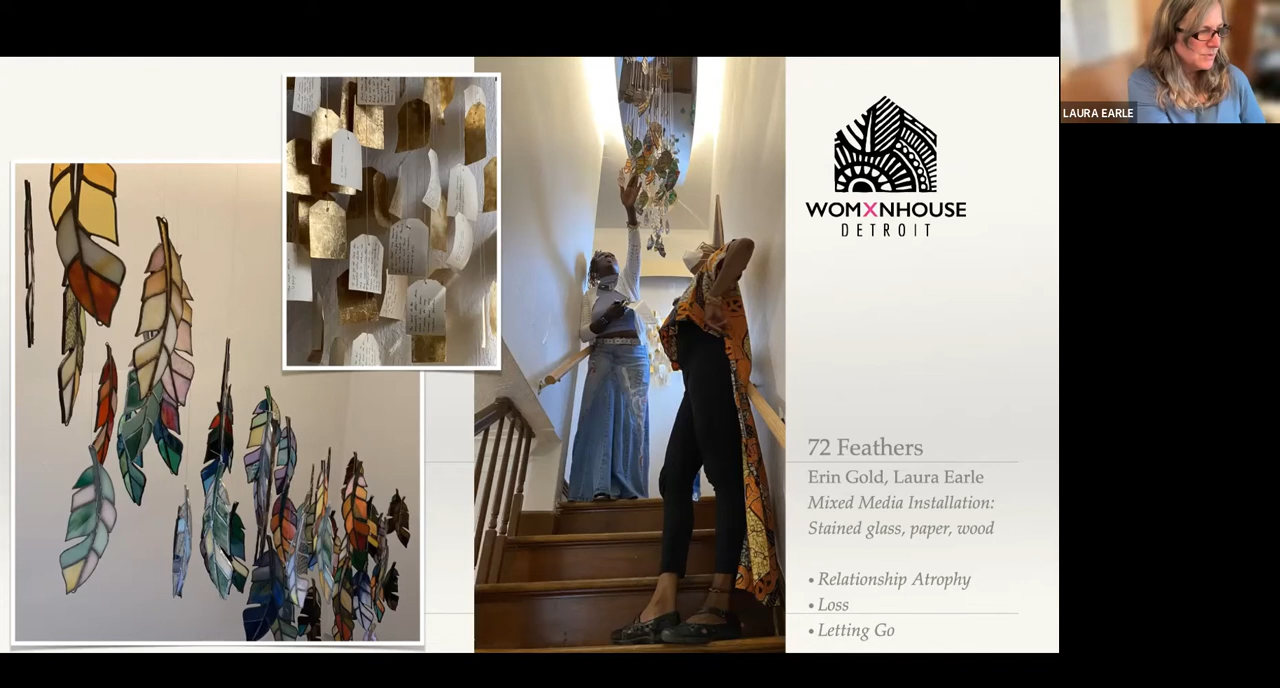 WOMXNHOUSE
DETROIT
72 Feathers
Erin Gold, Laura Earle
Mixed Media Installation:
Stained glass, paper, wood
• Relationship Atrophy
• Loss
• Letting Go
LAURA EARLE